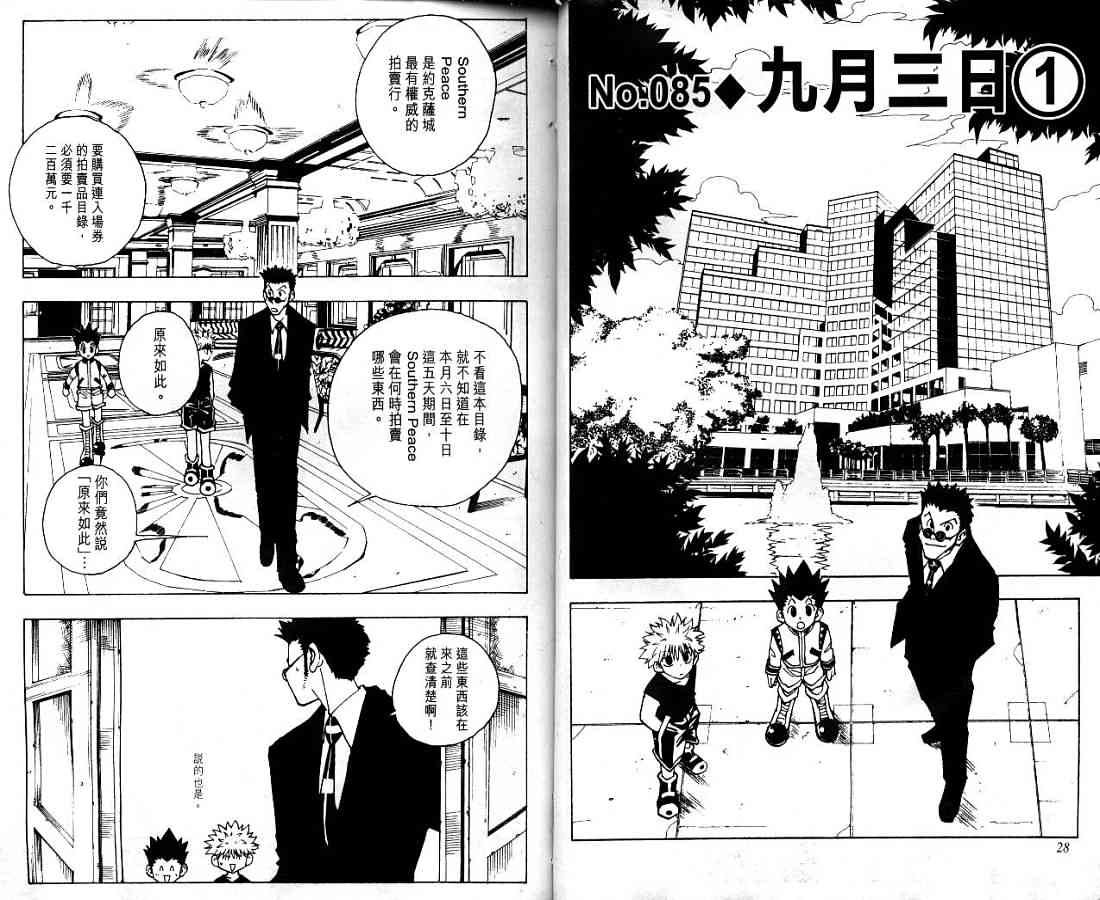 No.085◆九月三日①
28
Southern
Peace
是約克薩城
最有權威的
拍賣行。
要購買連入場券
的拍賣品目錄，
必須要一千
二百萬元。
不看這本目錄，
就不知道在
本月六日至十日
這五天期間，
Southern Peace
會在何時拍賣
哪些東西。
原來如此。
你們竟然説
「原來如此」…
這些東西該在
來之前
就查清楚啊！
説的也是。